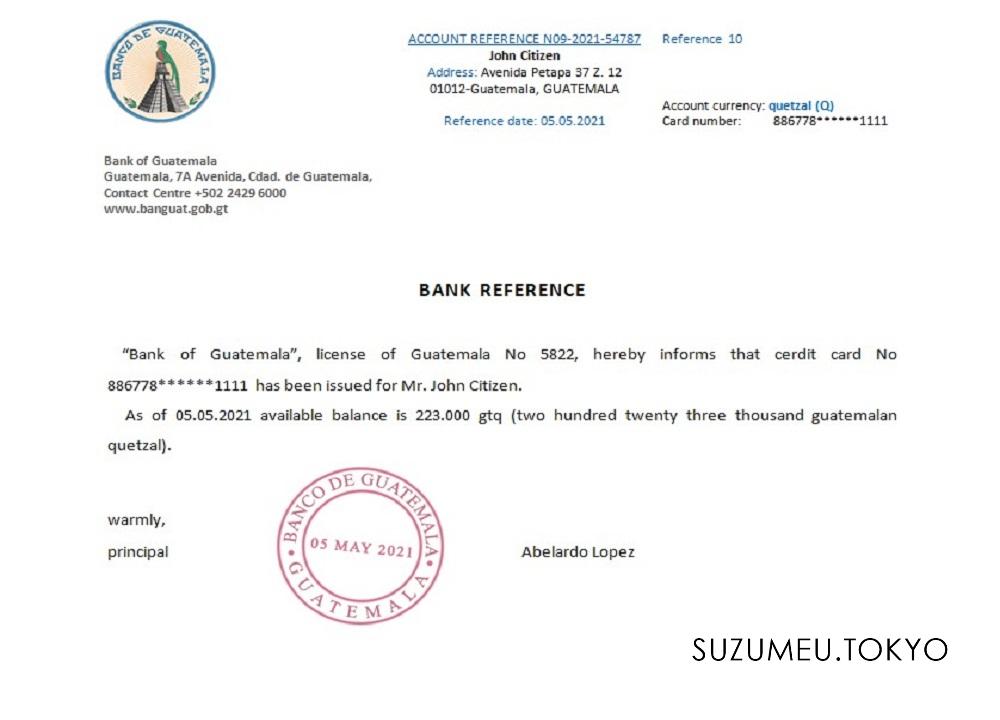 BANCO DE GUATEMALA
ACCOUNT REFERENCE N09-2021-54787
John Citizen
Address: Avenida Petapa 37 Z. 12
01012-Guatemala, GUATEMALA
Reference date: 05.05.2021
Reference 10
Account currency: quetzal (Q)
Card number: 886778******1111
Bank of Guatemala
Guatemala, 7A Avenida, Cdad. de Guatemala,
Contact Centre +502 2429 6000
www.banguat.gob.gt
BANK REFERENCE
“Bank of Guatemala”, license of Guatemala No 5822, hereby informs that cerdit card No
886778******1111 has been issued for Mr. John Citizen.
As of 05.05.2021 available balance is 223.000 gtq (two hundred twenty three thousand guatemalan
quetzal).
warmly,
principal
BANCO DE GUATEMALA
05 MAY 2021
GUATEMALA
Abelardo Lopez
SUZUMEU.TOKYO